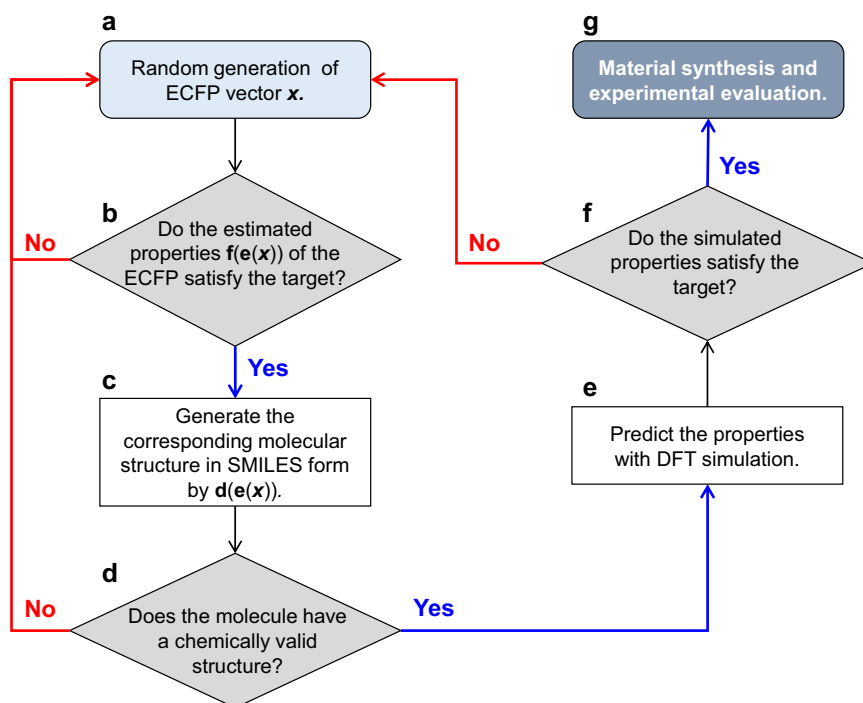 a
Random generation of
ECFP vector x.
b
Do the estimated
properties f(e(x)) of the
ECFP satisfy the target?
No
Yes
c
Generate the
corresponding molecular
structure in SMILES form
by d(e(x)).
d
Does the molecule have
a chemically valid
structure?
No
Yes
e
Predict the properties
with DFT simulation.
f
Do the simulated
properties satisfy the
target?
No
Yes
g
Material synthesis and
experimental evaluation.